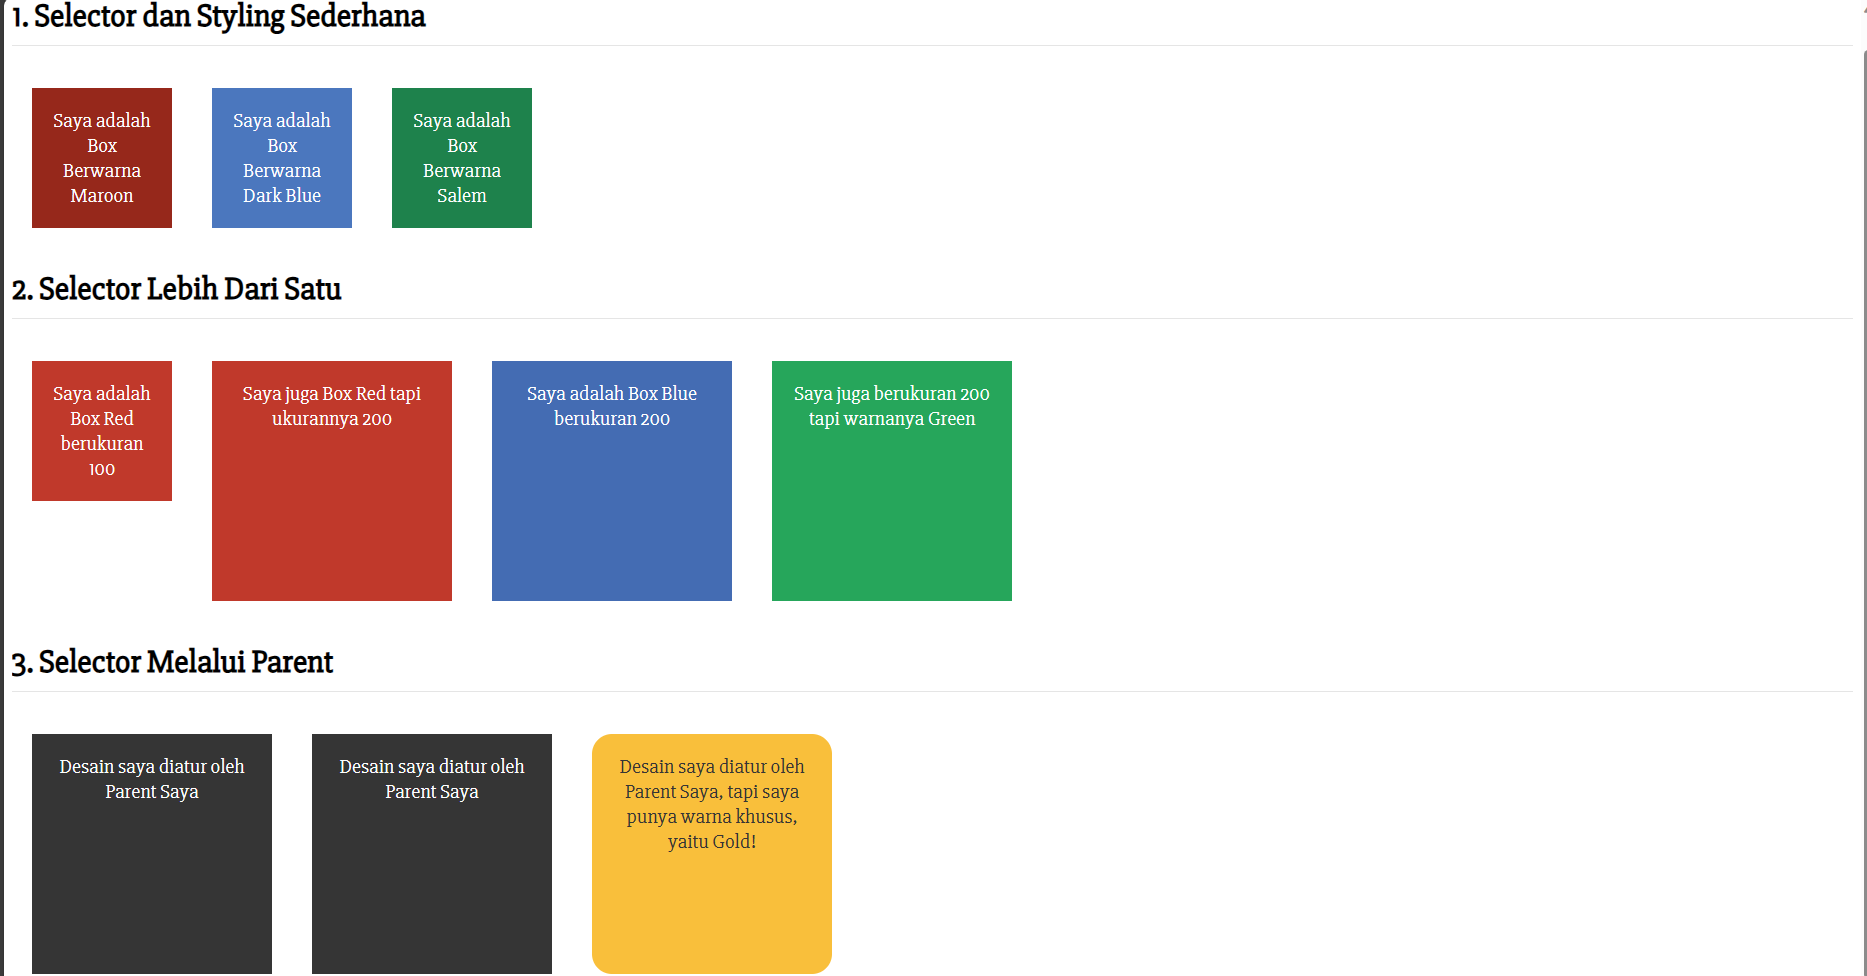 1. Selector dan Styling Sederhana
Saya adalah
Box
Berwarna
Maroon
Saya adalah
Box
Berwarna
Dark Blue
Saya adalah
Box
Berwarna
Salem
2. Selector Lebih Dari Satu
Saya adalah
Box Red
berukuran
100
Saya juga Box Red tapi
ukurannya 200
Saya adalah Box Blue
berukuran 200
Saya juga berukuran 200
tapi warnanya Green
3. Selector Melalui Parent
Desain saya diatur oleh
Parent Saya
Desain saya diatur oleh
Parent Saya
Desain saya diatur oleh
Parent Saya, tapi saya
punya warna khusus,
yaitu Gold!